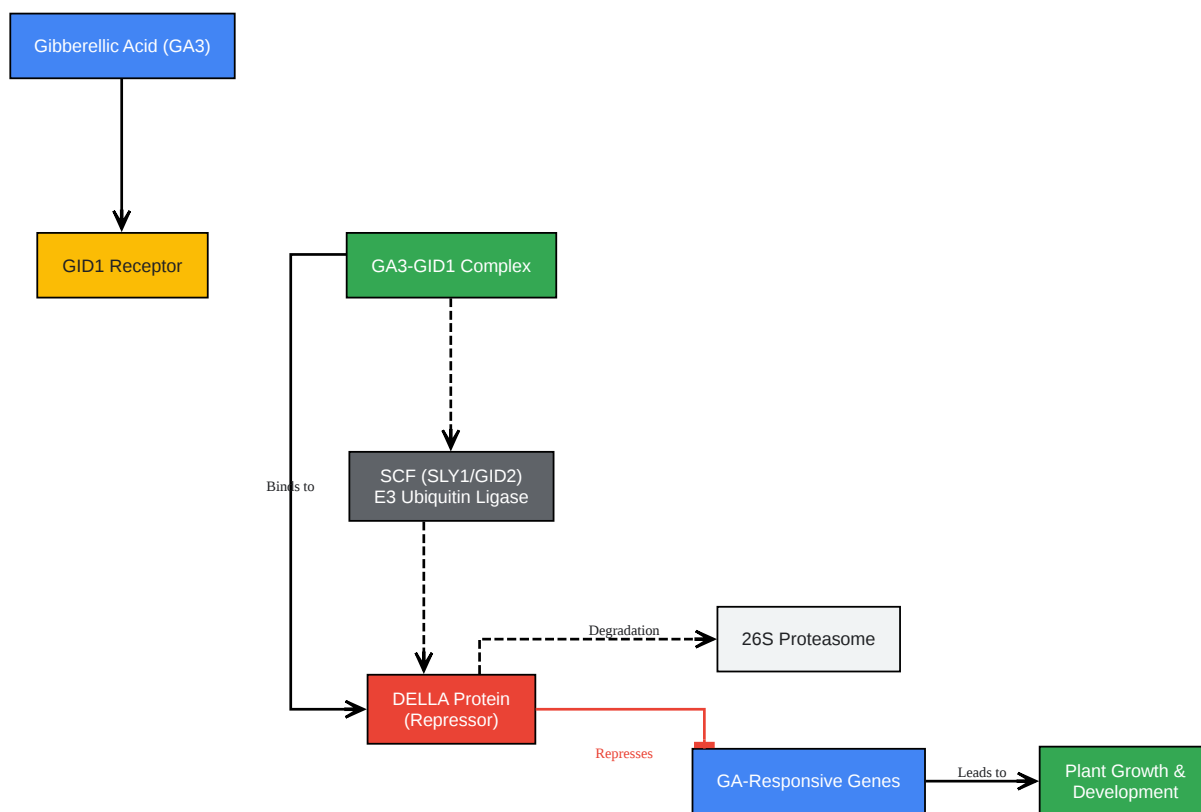 Gibberellic Acid (GA3)
GID1 Receptor
GA3-GID1 Complex
Binds to
SCF (SLY1/GID2)
E3 Ubiquitin Ligase
Degradation
26S Proteasome
DELLA Protein
(Repressor)
Represses
GA-Responsive Genes
Leads to
Plant Growth &
Development